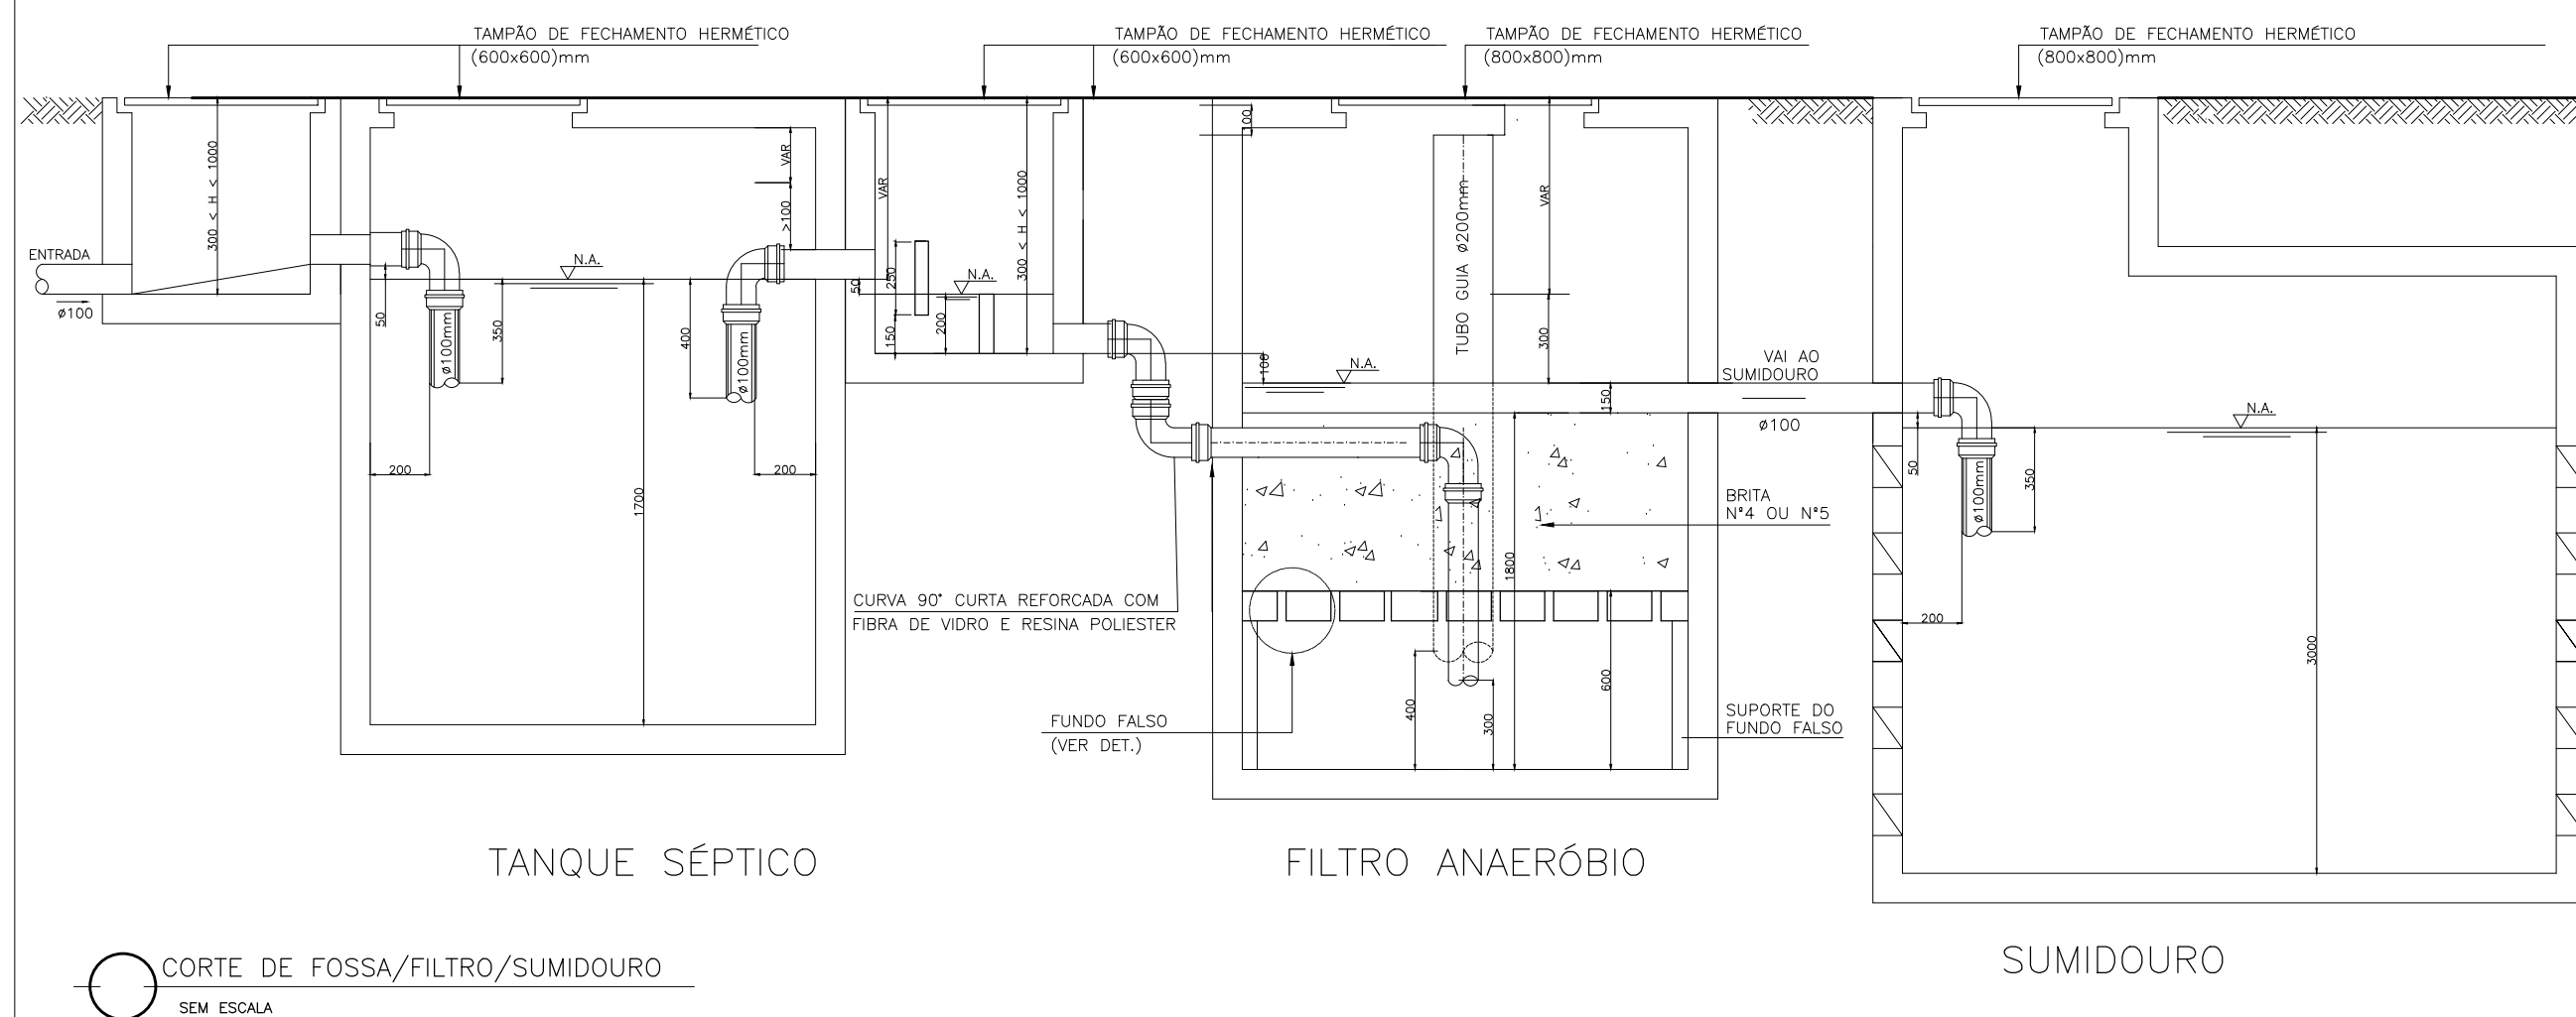 TAMPÃO DE FECHAMENTO HERMÉTICO
(600x600)mm
TAMPÃO DE FECHAMENTO HERMÉTICO
(600x600)mm
TAMPÃO DE FECHAMENTO HERMÉTICO
(800x800)mm
TAMPÃO DE FECHAMENTO HERMÉTICO
(800x800)mm
ENTRADA
ø100
300 < H < 1000
50
ø100mm
350
200
N.A.
1700
VAR
>100
400
ø100mm
200
VAR
50
250
150
N.A.
200
300 < H < 1000
100
100
N.A.
TUBO GUIA ø200mm
VAR
300
150
VAI AO
SUMIDOURO
ø100
BRITA
N°4 OU N°5
1800
600
400
300
CURVA 90° CURTA REFORCADA COM
FIBRA DE VIDRO E RESINA POLIESTER
FUNDO FALSO
(VER DET.)
SUPORTE DO
FUNDO FALSO
50
ø100mm
350
200
N.A.
3000
TANQUE SÉPTICO
FILTRO ANAERÓBIO
SUMIDOURO
CORTE DE FOSSA/FILTRO/SUMIDOURO
SEM ESCALA